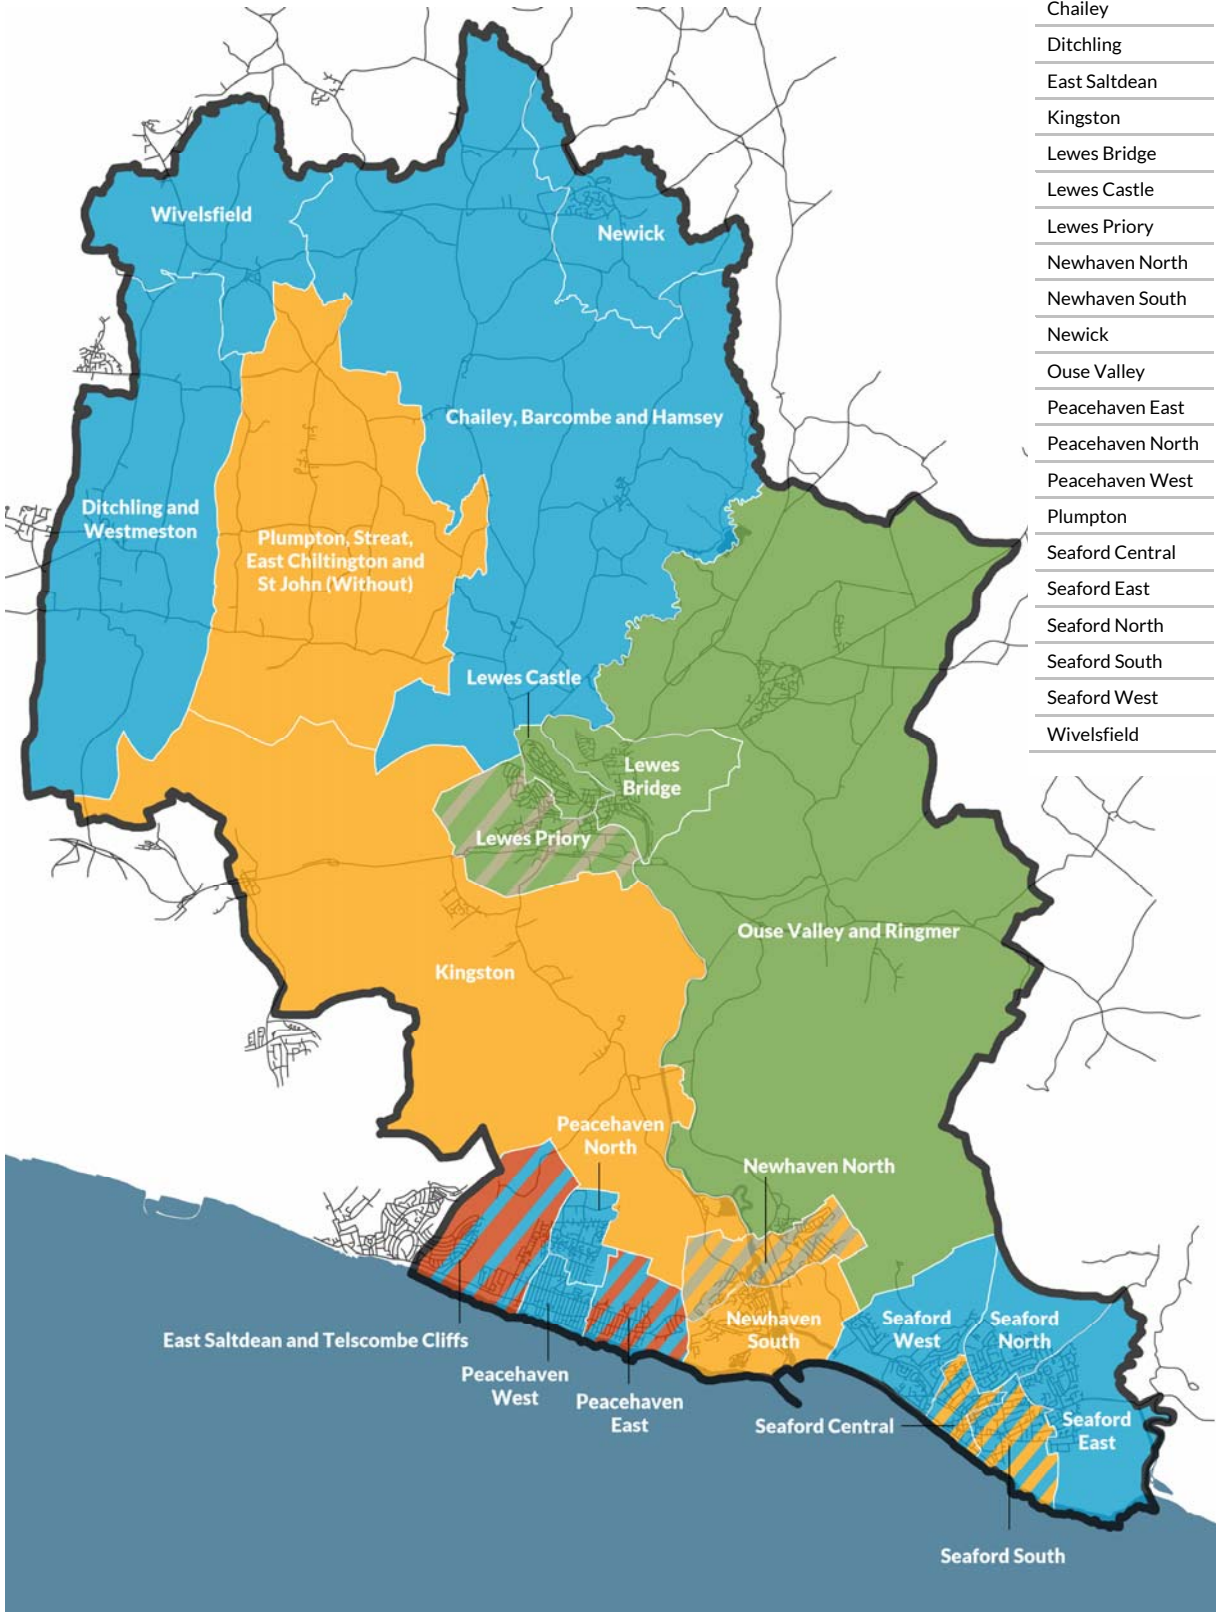 Chailey
Ditchling
East Saltdean
Kingston
Lewes Bridge
Lewes Castle
Lewes Priory
Newhaven North
Newhaven South
Newick
Ouse Valley
Peacehaven East
Peacehaven North
Peacehaven West
Plumpton
Seaford Central
Seaford East
Seaford North
Seaford South
Seaford West
Wivelsfield
Wivelsfield
Newick
Chailey, Barcombe and Hamsey
Ditchling and
Westmeston
Plumpton, Streat,
East Chiltington and
St John (Without)
Lewes Castle
Lewes
Bridge
Lewes Priory
Ouse Valley and Ringmer
Kingston
Peacehaven
North
Newhaven North
Newhaven
South
Seaford
West
Seaford
North
East Saltdean and Telscombe Cliffs
Peacehaven
West
Peacehaven
East
Seaford Central
Seaford
East
Seaford South